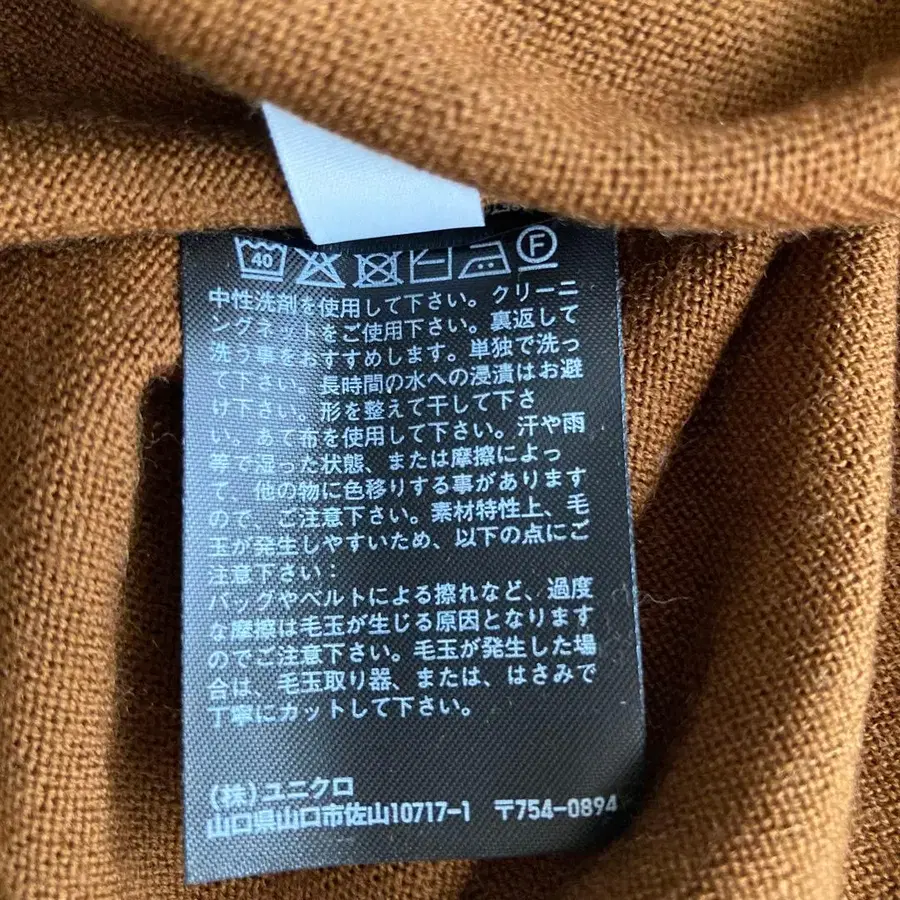 40 F
中性洗剤を使用して下さい。クリーニ
ングネットをご使用下さい。裏返して
洗う事をおすすめします。単独で洗っ
て下さい。長時間の水への浸漬はお避
け下さい。形を整えて干して下さ
い。あて布を使用して下さい。汗や雨
等で湿った状態、または摩擦によっ
て、他の物に色移りする事があります
ので、ご注意下さい。素材特性上、毛
玉が発生しやすいため、以下の点にご
注意下さい:
バッグやベルトによる擦れなど、過度
な摩擦は毛玉が生じる原因となります
のでご注意下さい。毛玉が発生した場
合は、毛玉取り器、または、はさみで
丁寧にカットして下さい。
(株)ユニクロ
山口県山口市佐山10717-1 〒754-0894